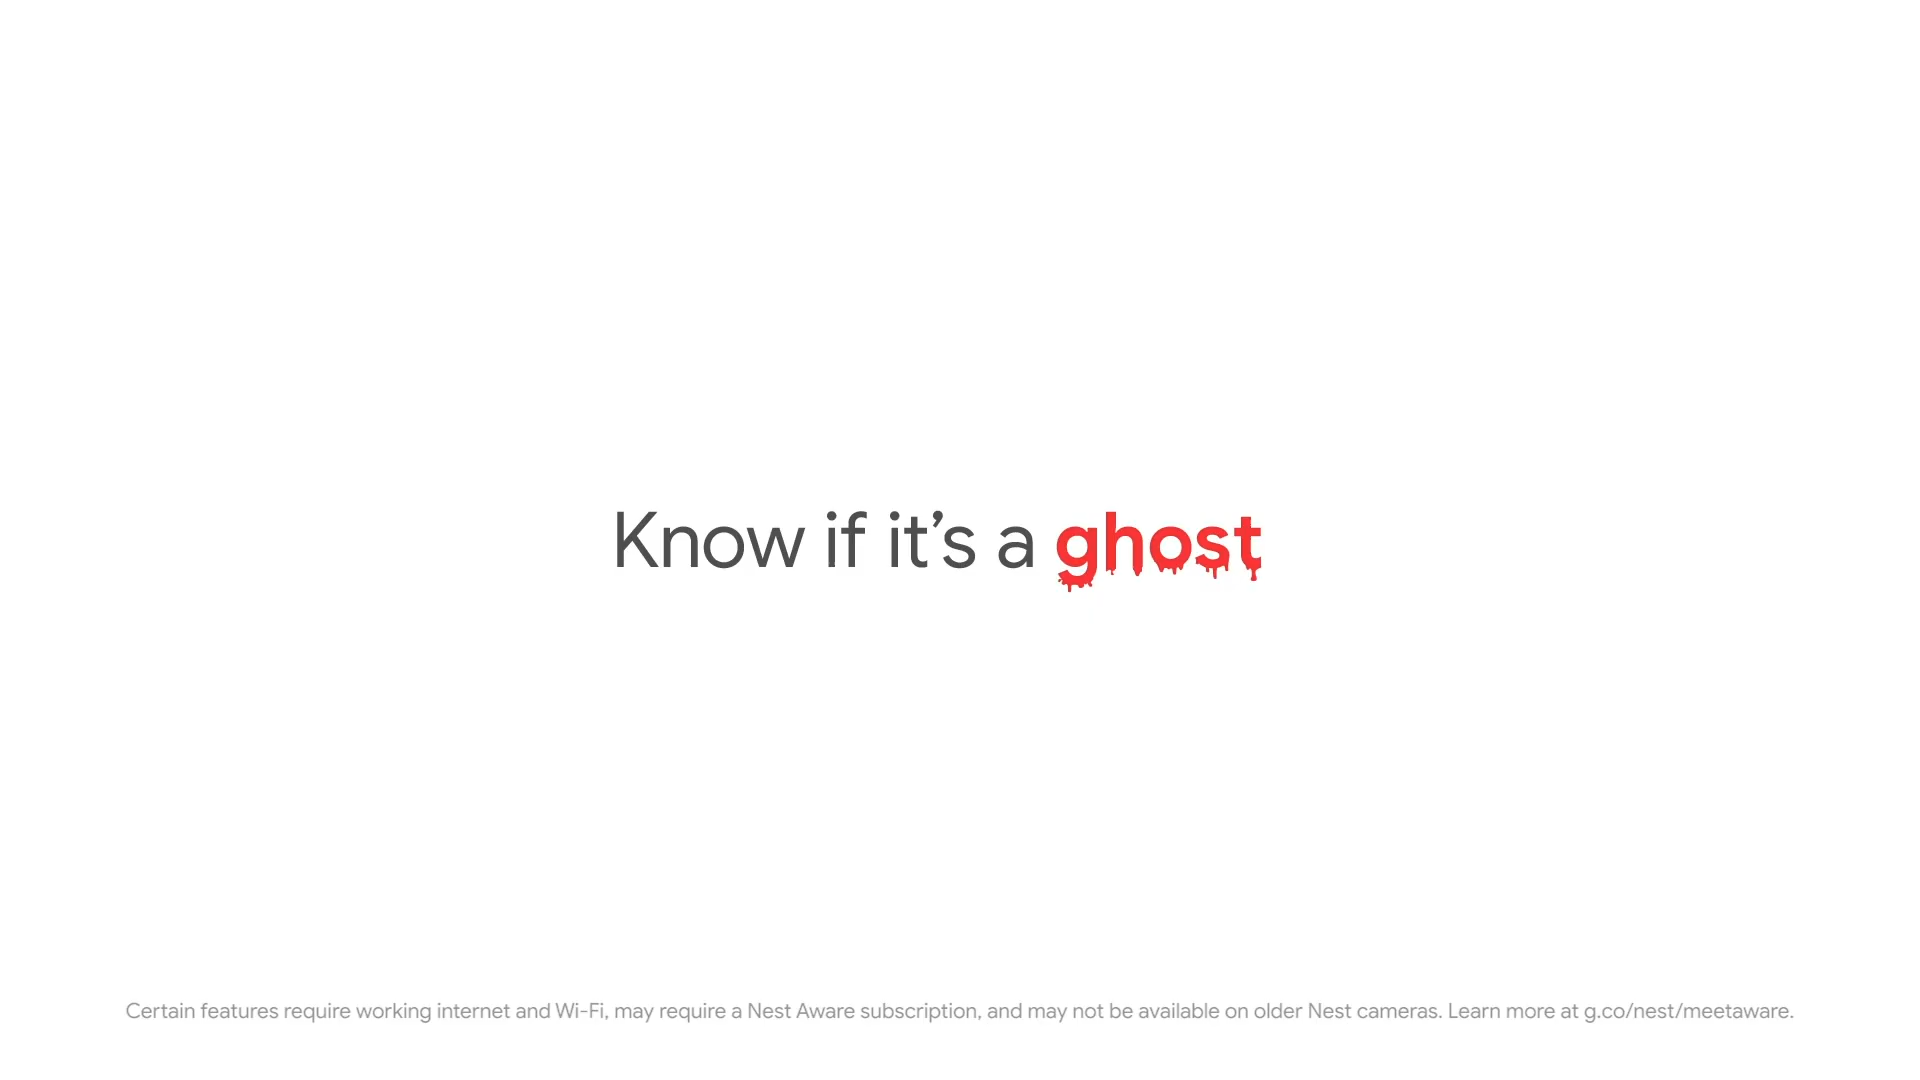 Know if it’s a ghost
Certain features require working internet and Wi-Fi, may require a Nest Aware subscription, and may not be available on older Nest cameras. Learn more at g.co/nest/meetaware.